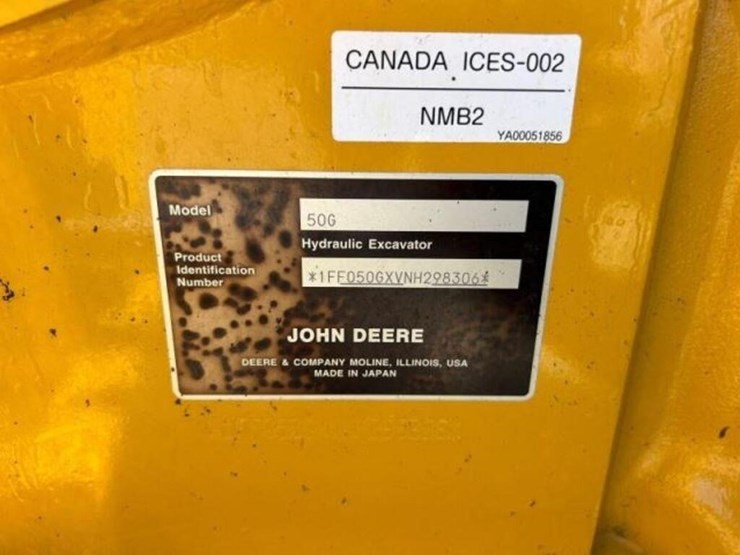 CANADA ICES-002
NMB2
YA00051856
Model
50G
Hydraulic Excavator
Product
Identification
Number
*1FF050GXVNH298306*
JOHN DEERE
DEERE & COMPANY MOLINE, ILLINOIS, USA
MADE IN JAPAN